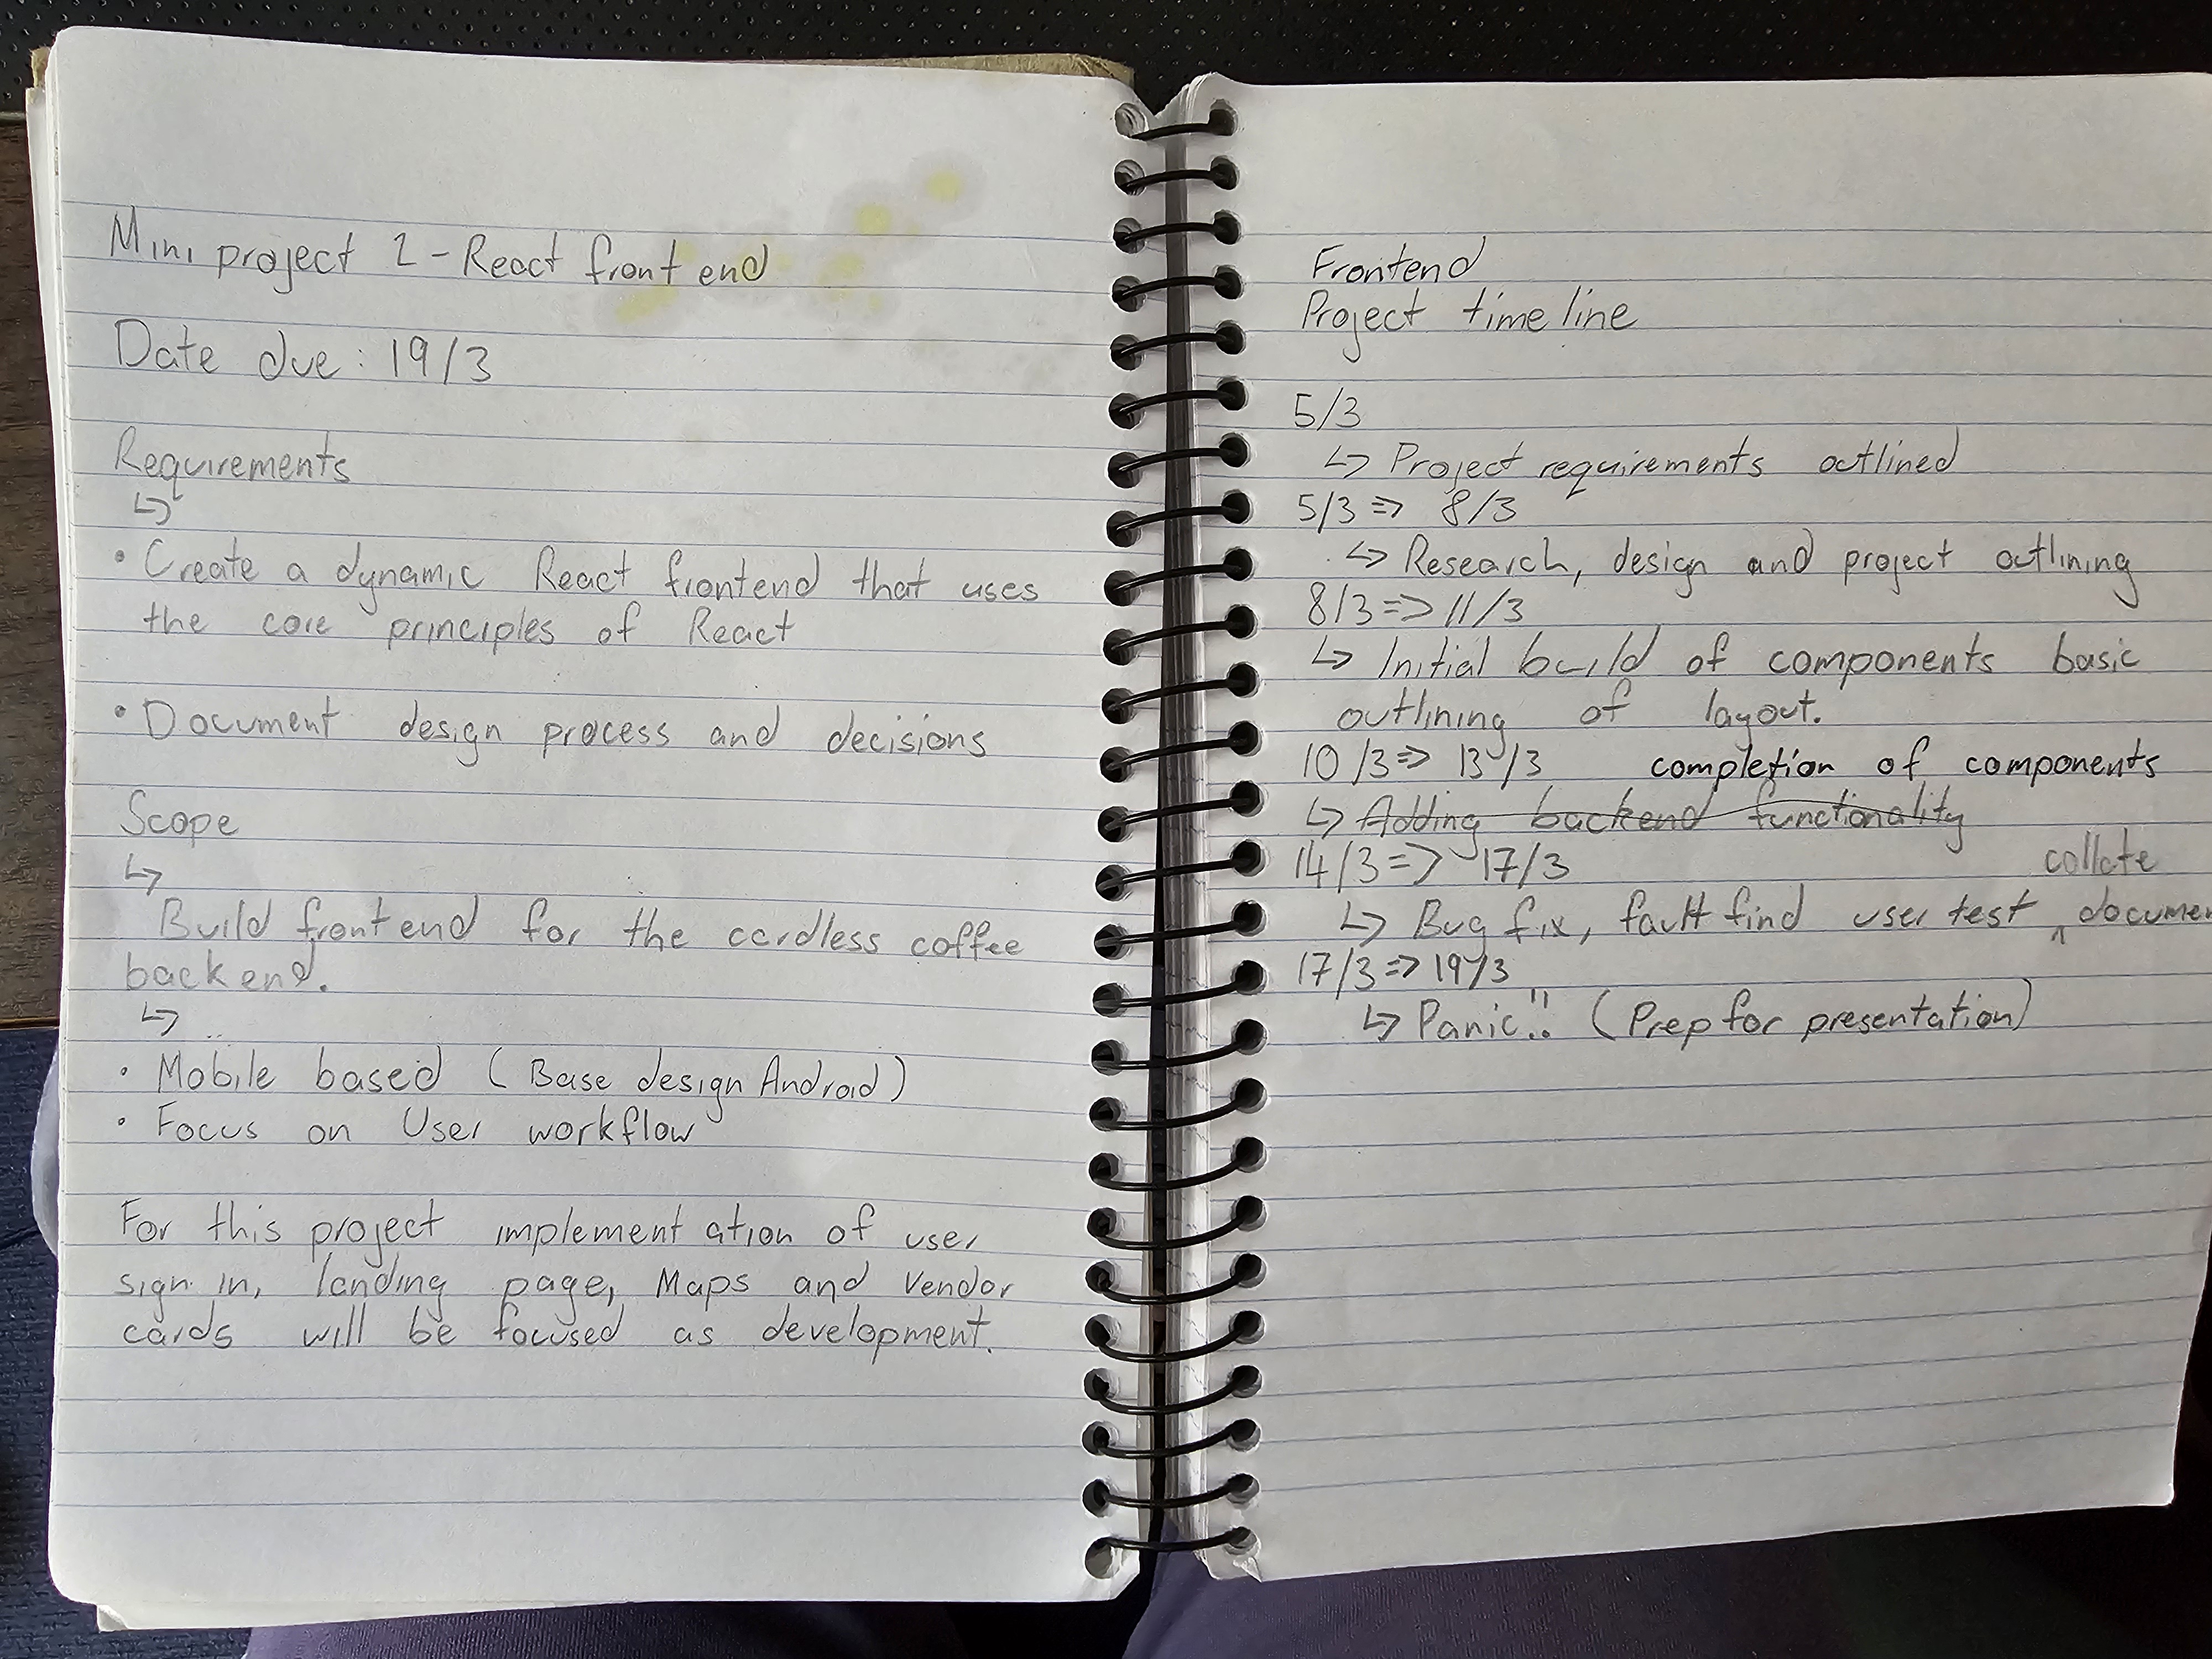 Mini project 2 - React front end
Date due: 19/3
Requirements
↳
• Create a dynamic React frontend that uses
the core principles of React
• Document design process and decisions
Scope
↳
Build front end for the cardless coffee
backend.
↳
• Mobile based (Base design Android)
• Focus on User workflow
For this project implementation of user
sign in, landing page, Maps and Vendor
cards will be focused as development.
Frontend
Project time line
5/3
↳ Project requirements outlined
5/3 => 8/3
↳ Research, design and project outlining
8/3 => 11/3
↳ Initial build of components basic
outlining of layout.
10/3 => 13/3 completion of components
↳ Adding backend functionality
14/3 => 17/3 collate
↳ Bug fix, fault find user test ^ documen
17/3 => 19/3
↳ Panic!! (Prep for presentation)